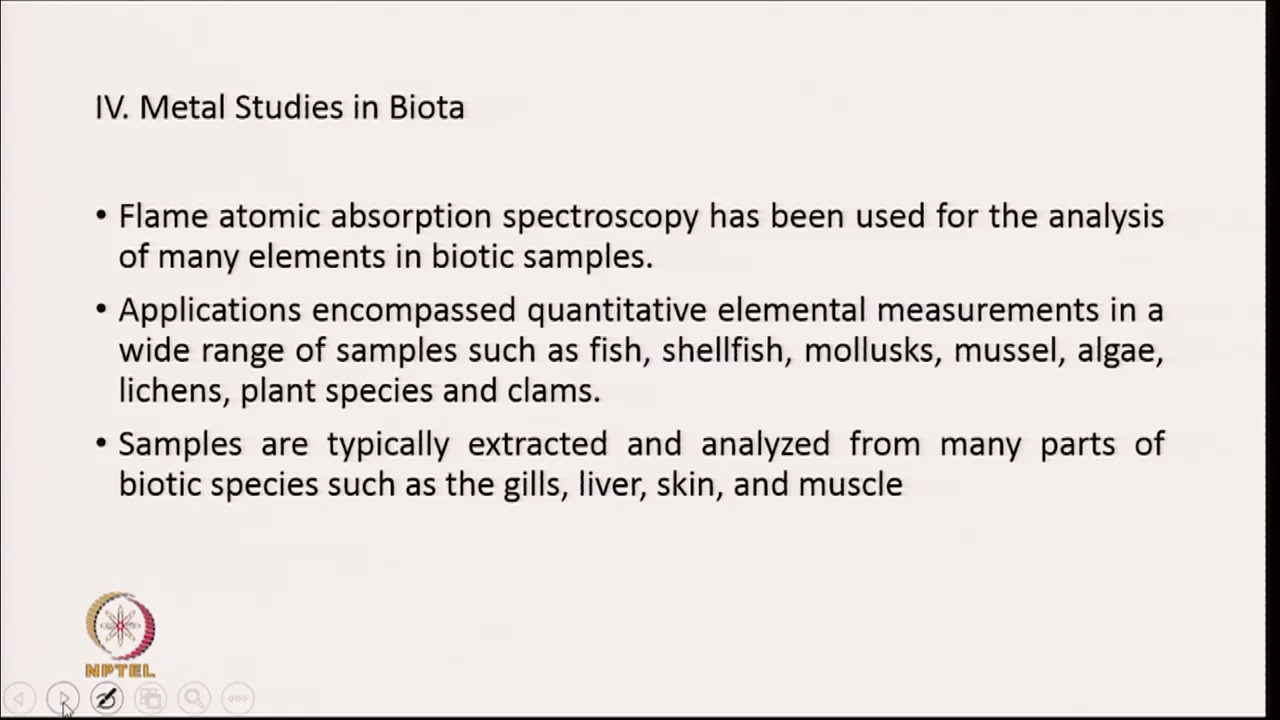 IV. Metal Studies in Biota
• Flame atomic absorption spectroscopy has been used for the analysis
of many elements in biotic samples.
• Applications encompassed quantitative elemental measurements in a
wide range of samples such as fish, shellfish, mollusks, mussel, algae,
lichens, plant species and clams.
• Samples are typically extracted and analyzed from many parts of
biotic species such as the gills, liver, skin, and muscle
NPTEL